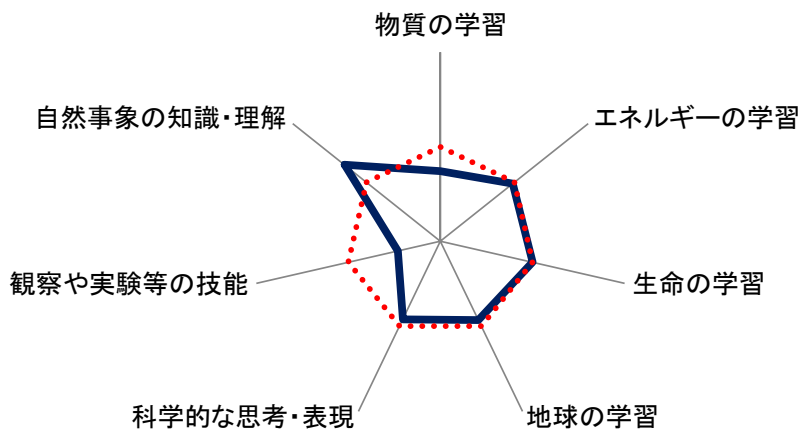 物質の学習
エネルギーの学習
生命の学習
地球の学習
科学的な思考・表現
観察や実験等の技能
自然事象の知識・理解